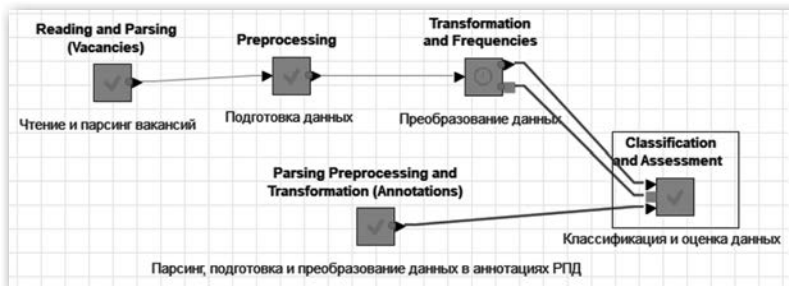 Reading and Parsing
(Vacancies)
Чтение и парсинг вакансий
Preprocessing
Подготовка данных
Transformation
and Frequencies
Преобразование данных
Classification
and Assessment
Классификация и оценка данных
Parsing Preprocessing and
Transformation (Annotations)
Парсинг, подготовка и преобразование данных в аннотациях РПД